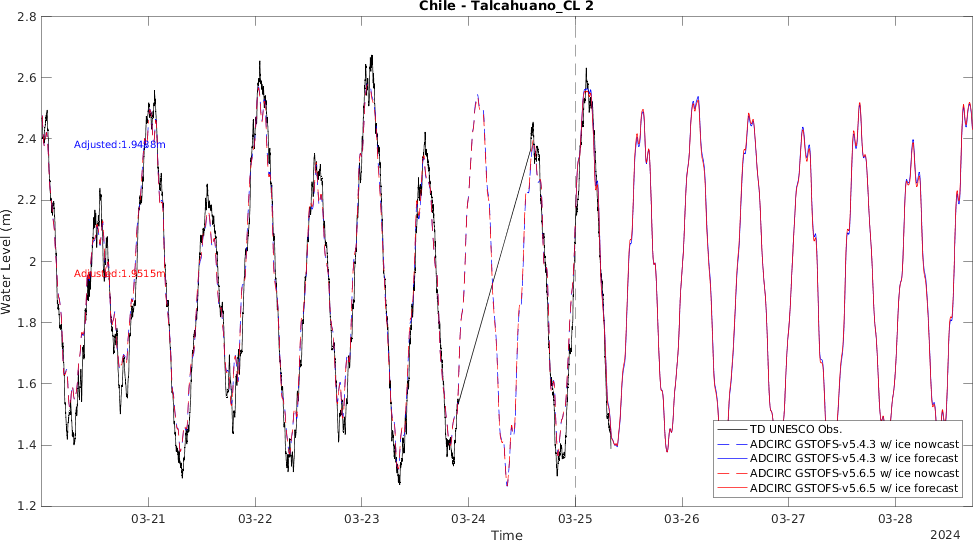 Chile - Talcahuano_CL 2
2.8
2.6
2.4
2.2
2
1.8
1.6
1.4
1.2
Water Level (m)
Adjusted:1.9438m
Adjusted:1.9515m
TD UNESCO Obs.
ADCIRC GSTOFS-v5.4.3 w/ ice nowcast
ADCIRC GSTOFS-v5.4.3 w/ ice forecast
ADCIRC GSTOFS-v5.6.5 w/ ice nowcast
ADCIRC GSTOFS-v5.6.5 w/ ice forecast
03-21 03-22 03-23 03-24 03-25 03-26 03-27 03-28
Time
2024